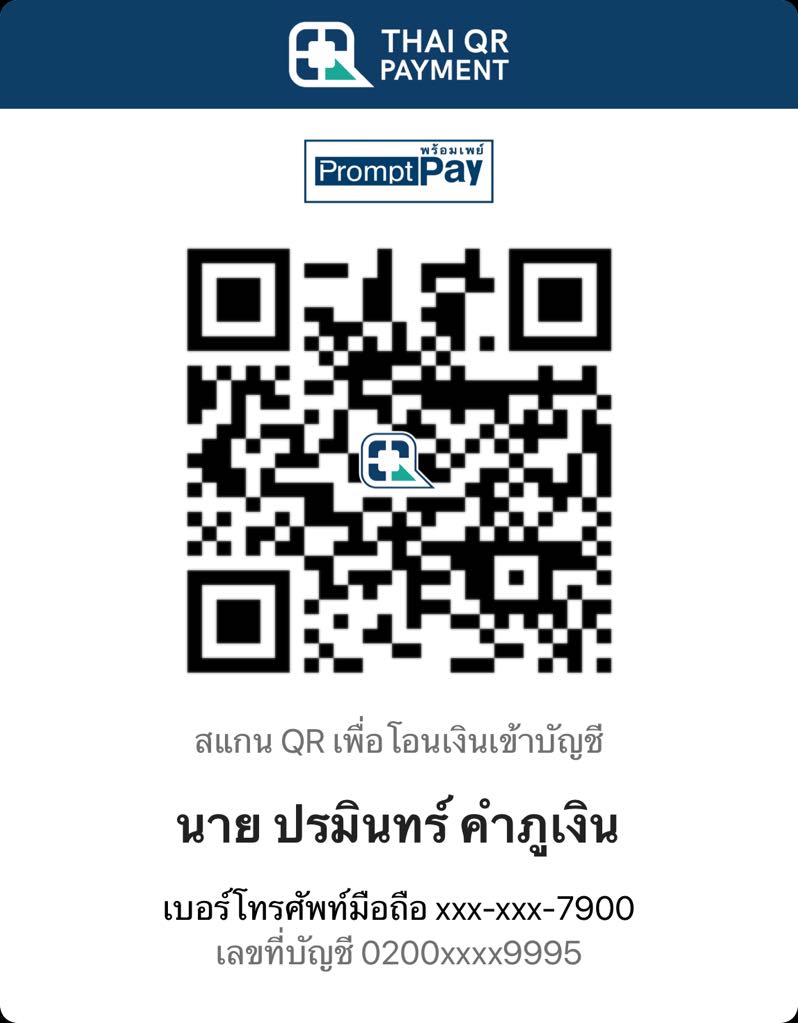 THAI QR
PAYMENT
พร้อมเพย์
PromptPay
สแกน QR เพื่อโอนเงินเข้าบัญชี
นาย ปรมินทร์ คำภูเงิน
เบอร์โทรศัพท์มือถือ xxx-xxx-7900
เลขที่บัญชี 0200xxxx9995